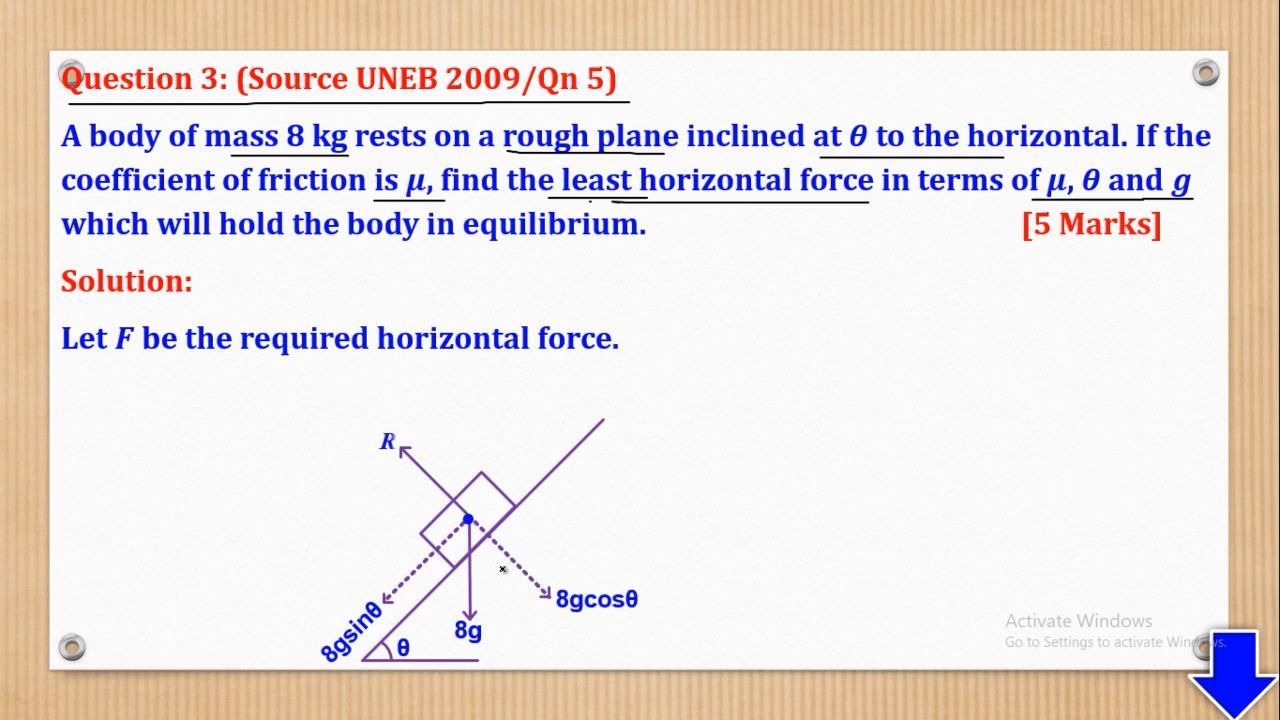 Question 3: (Source UNEB 2009/Qn 5)
A body of mass 8 kg rests on a rough plane inclined at θ to the horizontal. If the
coefficient of friction is μ, find the least horizontal force in terms of μ, θ and g
which will hold the body in equilibrium. [5 Marks]
Solution:
Let F be the required horizontal force.
R
8gcosθ
8gsinθ
8g
θ
Activate Windows
Go to Settings to activate Windows.